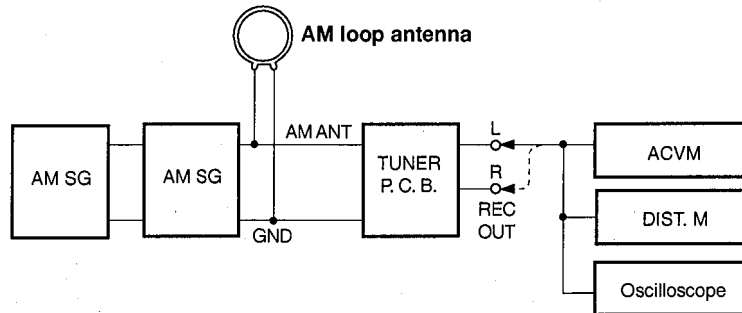 AM loop antenna
AM SG
AM SG
AM ANT
GND
TUNER
P. C. B.
L
R
REC
OUT
ACVM
DIST. M
Oscilloscope